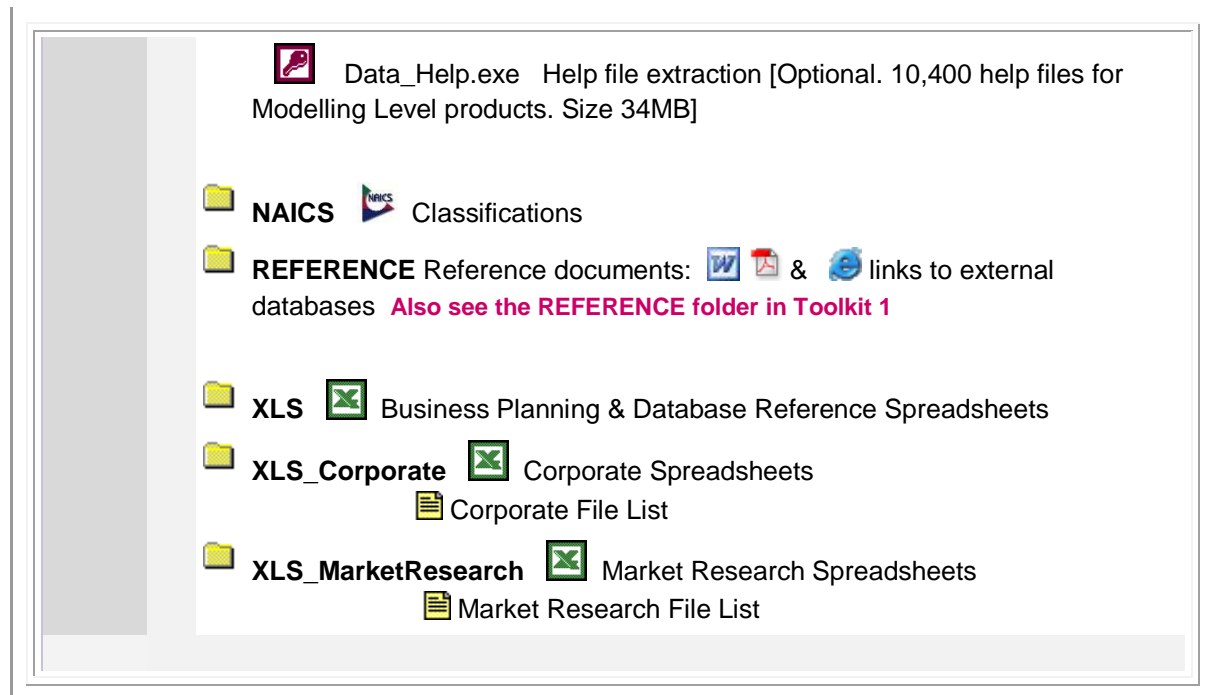 Data_Help.exe Help file extraction [Optional. 10,400 help files for
Modelling Level products. Size 34MB]
NAICS NAICS Classifications
REFERENCE Reference documents: W & links to external
databases Also see the REFERENCE folder in Toolkit 1
XLS Business Planning & Database Reference Spreadsheets
XLS_Corporate Corporate Spreadsheets
Corporate File List
XLS_MarketResearch Market Research Spreadsheets
Market Research File List